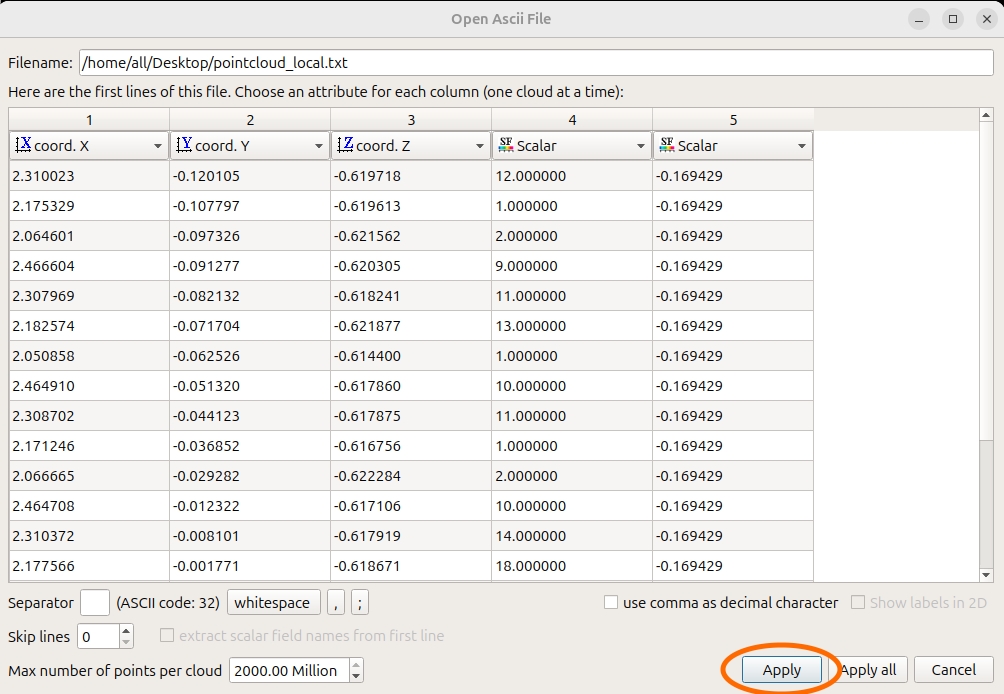 Open Ascii File
Filename: /home/all/Desktop/pointcloud_local.txt
Here are the first lines of this file. Choose an attribute for each column (one cloud at a time):
1 2 3 4 5
X coord. X Y coord. Y Z coord. Z SF Scalar SF Scalar
2.310023 -0.120105 -0.619718 12.000000 -0.169429
2.175329 -0.107797 -0.619613 1.000000 -0.169429
2.064601 -0.097326 -0.621562 2.000000 -0.169429
2.466604 -0.091277 -0.620305 9.000000 -0.169429
2.307969 -0.082132 -0.618241 11.000000 -0.169429
2.182574 -0.071704 -0.621877 13.000000 -0.169429
2.050858 -0.062526 -0.614400 1.000000 -0.169429
2.464910 -0.051320 -0.617860 10.000000 -0.169429
2.308702 -0.044123 -0.617875 11.000000 -0.169429
2.171246 -0.036852 -0.616756 1.000000 -0.169429
2.066665 -0.029282 -0.622284 2.000000 -0.169429
2.464708 -0.012322 -0.617106 10.000000 -0.169429
2.310372 -0.008101 -0.617919 14.000000 -0.169429
2.177566 -0.001771 -0.618671 18.000000 -0.169429
Separator (ASCII code: 32) whitespace , ; use comma as decimal character Show labels in 2D
Skip lines 0 extract scalar field names from first line
Max number of points per cloud 2000.00 Million Apply Apply all Cancel